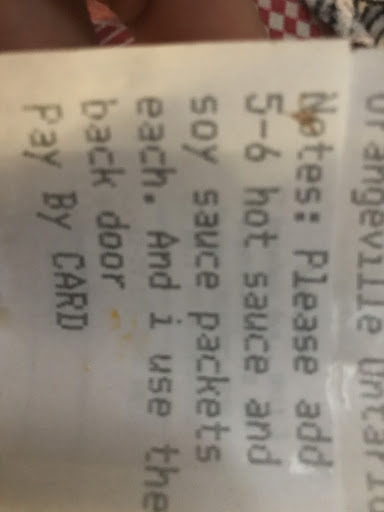 Orangeville Ontario
Notes: Please add
5-6 hot sauce and
soy sauce packets
each. And i use the
back door
Pay By CARD